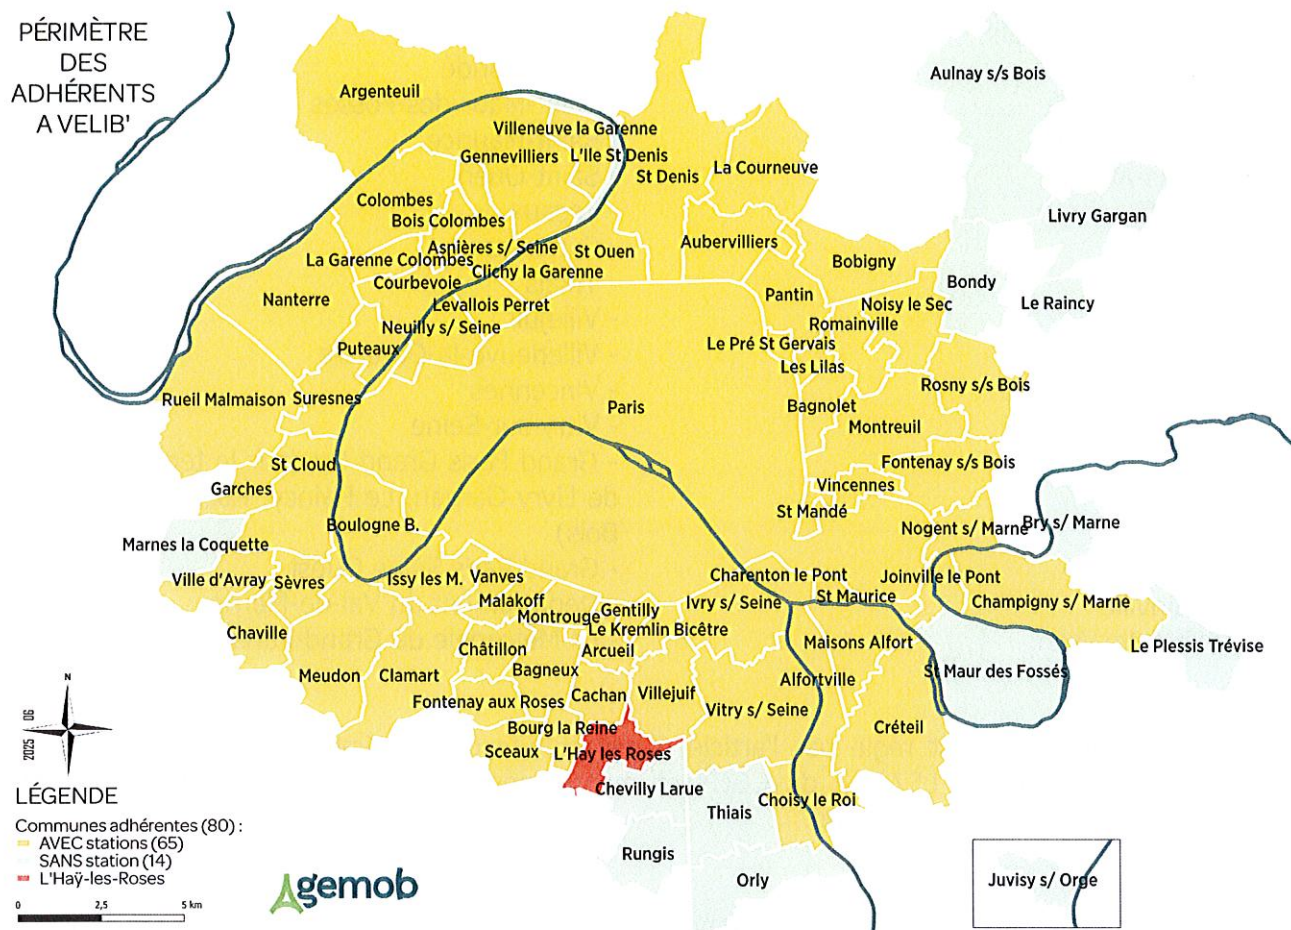 PÉRIMÈTRE
DES
ADHÉRENTS
A VELIB'
Aulnay s/s Bois
Argenteuil
Villeneuve la Garenne
Gennevilliers
L'Ile St Denis
La Courneuve
St Denis
Colombes
Livry Gargan
Bois Colombes
Aubervilliers
Asnières s/ Seine
St Ouen
La Garenne Colombes
Bobigny
Clichy la Garenne
Courbevoie
Bondy
Nanterre
Pantin
Le Raincy
Levallois Perret
Noisy le Sec
Neuilly s/ Seine
Romainville
Le Pré St Gervais
Puteaux
Les Lilas
Rosny s/s Bois
Rueil Malmaison
Suresnes
Paris
Bagnolet
Montreuil
St Cloud
Fontenay s/s Bois
Garches
Vincennes
St Mandé
Boulogne B.
Nogent s/ Marne
Bry s/ Marne
Marnes la Coquette
Ville d'Avray
Sèvres
Issy les M.
Vanves
Charenton le Pont
Joinville le Pont
St Maurice
Malakoff
Ivry s/ Seine
Champigny s/ Marne
Montrouge
Gentilly
Chaville
Le Kremlin Bicêtre
Maisons Alfort
Le Plessis Trévise
Châtillon
Arcueil
Bagneux
St Maur des Fossés
Meudon
Clamart
Alfortville
Cachan
Villejuif
Fontenay aux Roses
Vitry s/ Seine
Bourg la Reine
Créteil
Sceaux
L'Hay les Roses
Chevilly Larue
Choisy le Roi
Thiais
Rungis
Orly
Juvisy s/ Orge
N
2025 06
LÉGENDE
Communes adhérentes (80) :
AVEC stations (65)
SANS station (14)
L'Haÿ-les-Roses
0 2,5 5 km
Agemob